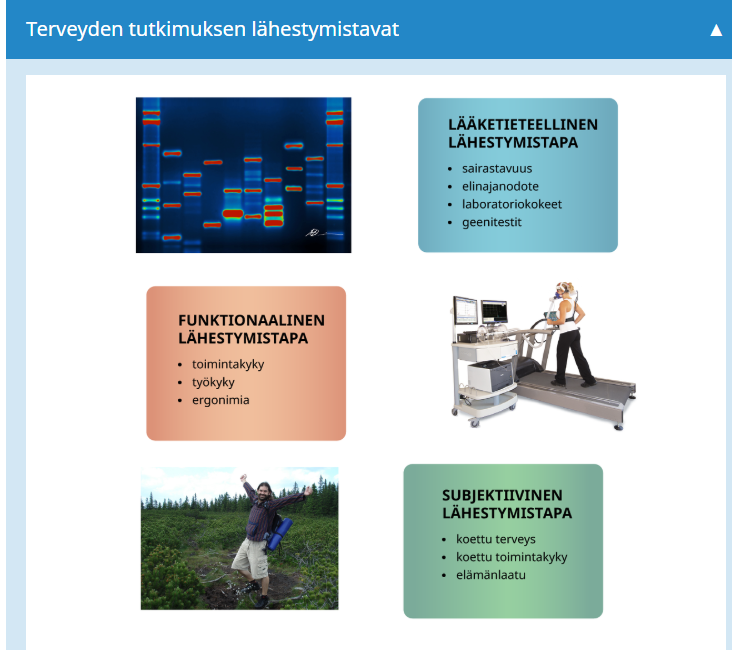 Terveyden tutkimuksen lähestymistavat
▲
LÄÄKETIETEELLINEN
LÄHESTYMISTAPA
• sairastavuus
• elinajanodote
• laboratoriokokeet
• geenitestit
FUNKTIONAALINEN
LÄHESTYMISTAPA
• toimintakyky
• työkyky
• ergonimia
SUBJEKTIIVINEN
LÄHESTYMISTAPA
• koettu terveys
• koettu toimintakyky
• elämänlaatu